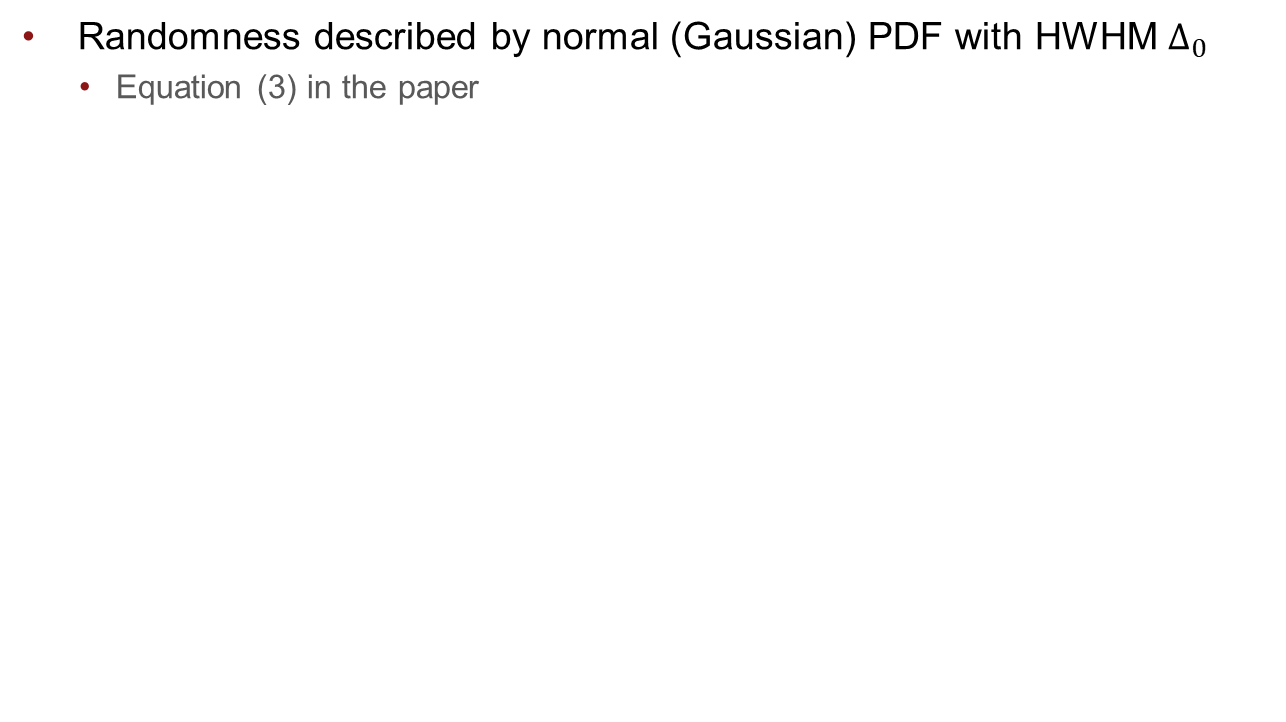 • Randomness described by normal (Gaussian) PDF with HWHM Δ₀
• Equation (3) in the paper